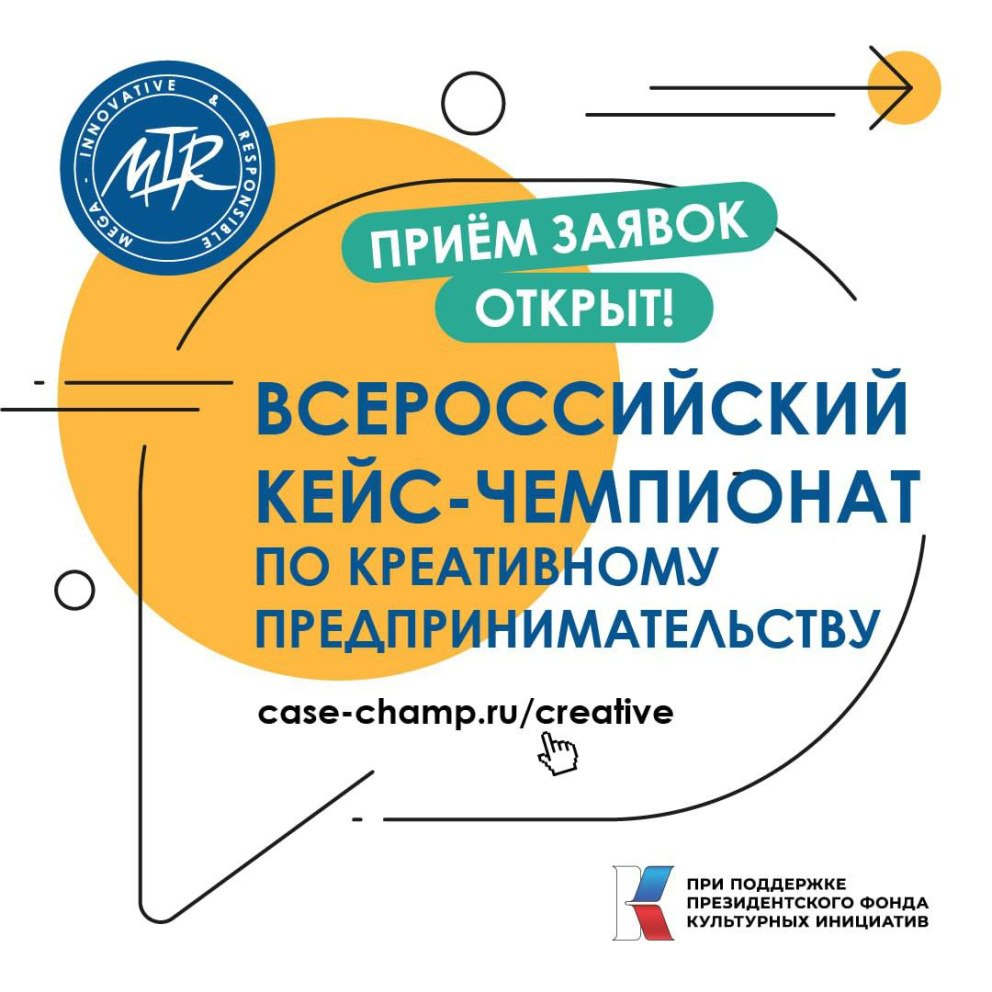 MEGA - INNOVATIVE & RESPONSIBLE
MIR
ПРИЁМ ЗАЯВОК
ОТКРЫТ!
ВСЕРОССИЙСКИЙ
КЕЙС-ЧЕМПИОНАТ
ПО КРЕАТИВНОМУ
ПРЕДПРИНИМАТЕЛЬСТВУ
case-champ.ru/creative
ПРИ ПОДДЕРЖКЕ
ПРЕЗИДЕНТСКОГО ФОНДА
КУЛЬТУРНЫХ ИНИЦИАТИВ